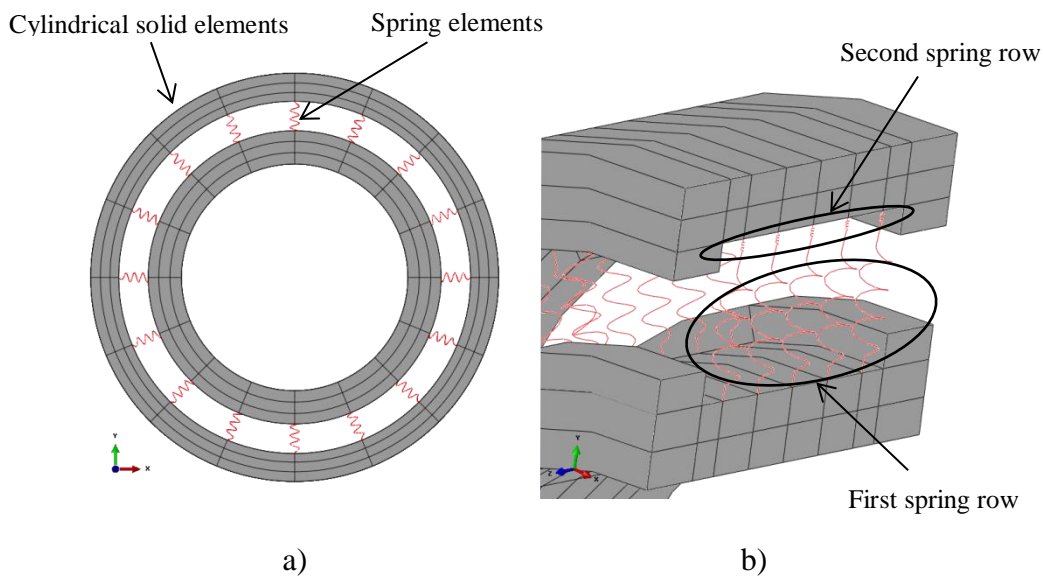 Cylindrical solid elements
Spring elements
Second spring row
Y
X
Y
Z
X
First spring row
a)
b)